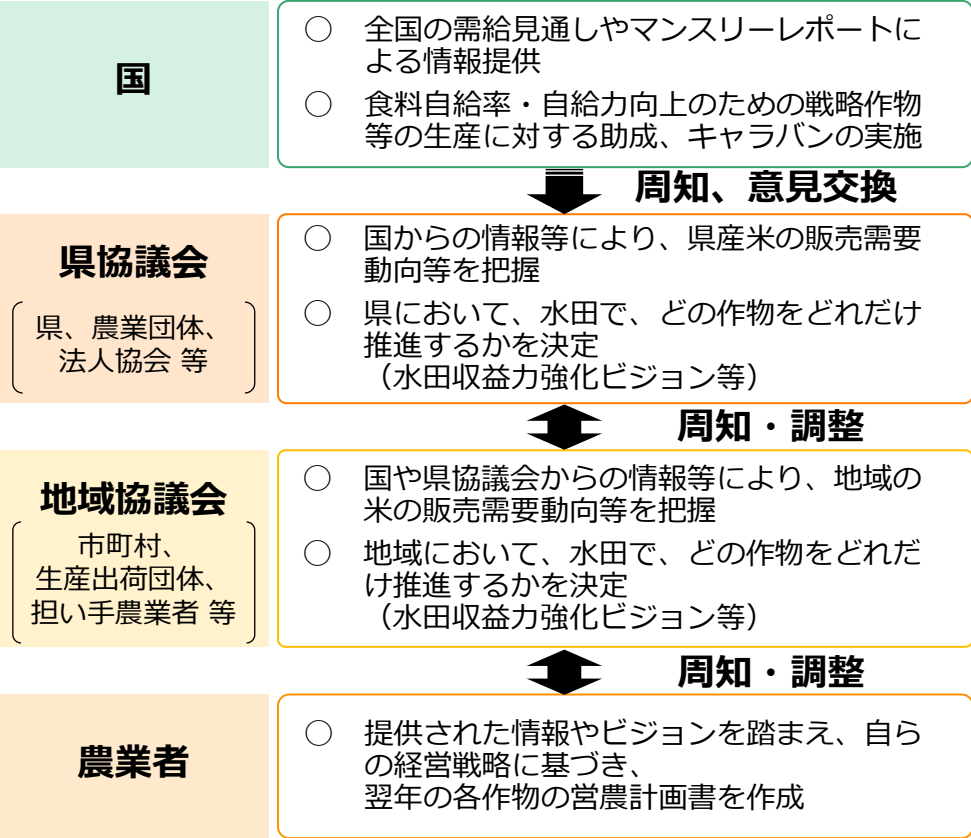 国
○ 全国の需給見通しやマンスリーレポートに
よる情報提供
○ 食料自給率・自給力向上のための戦略作物
等の生産に対する助成、キャラバンの実施
周知、意見交換
県協議会
県、農業団体、
法人協会 等
○ 国からの情報等により、県産米の販売需要
動向等を把握
○ 県において、水田で、どの作物をどれだけ
推進するかを決定
（水田収益力強化ビジョン等）
周知・調整
地域協議会
市町村、
生産出荷団体、
担い手農業者 等
○ 国や県協議会からの情報等により、地域の
米の販売需要動向等を把握
○ 地域において、水田で、どの作物をどれだ
け推進するかを決定
（水田収益力強化ビジョン等）
周知・調整
農業者
○ 提供された情報やビジョンを踏まえ、自ら
の経営戦略に基づき、
翌年の各作物の営農計画書を作成